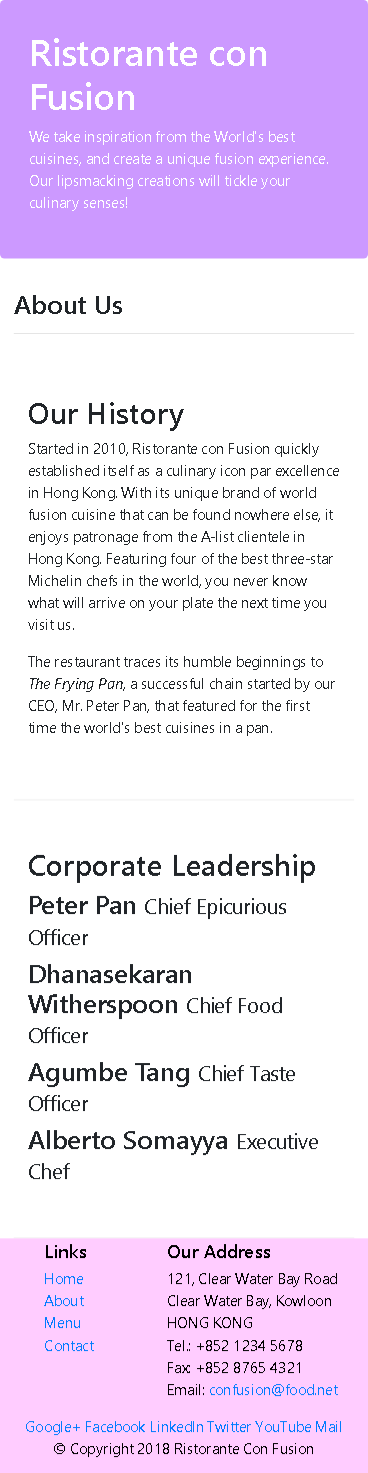 Ristorante con
Fusion
We take inspiration from the World's best
cuisines, and create a unique fusion experience.
Our lipsmacking creations will tickle your
culinary senses!
About Us
Our History
Started in 2010, Ristorante con Fusion quickly
established itself as a culinary icon par excellence
in Hong Kong. With its unique brand of world
fusion cuisine that can be found nowhere else, it
enjoys patronage from the A-list clientele in
Hong Kong. Featuring four of the best three-star
Michelin chefs in the world, you never know
what will arrive on your plate the next time you
visit us.
The restaurant traces its humble beginnings to
The Frying Pan, a successful chain started by our
CEO, Mr. Peter Pan, that featured for the first
time the world's best cuisines in a pan.
Corporate Leadership
Peter Pan Chief Epicurious
Officer
Dhanasekaran
Witherspoon Chief Food
Officer
Agumbe Tang Chief Taste
Officer
Alberto Somayya Executive
Chef
Links
Home
About
Menu
Contact
Our Address
121, Clear Water Bay Road
Clear Water Bay, Kowloon
HONG KONG
Tel.: +852 1234 5678
Fax: +852 8765 4321
Email: confusion@food.net
Google+ Facebook LinkedIn Twitter YouTube Mail
© Copyright 2018 Ristorante Con Fusion